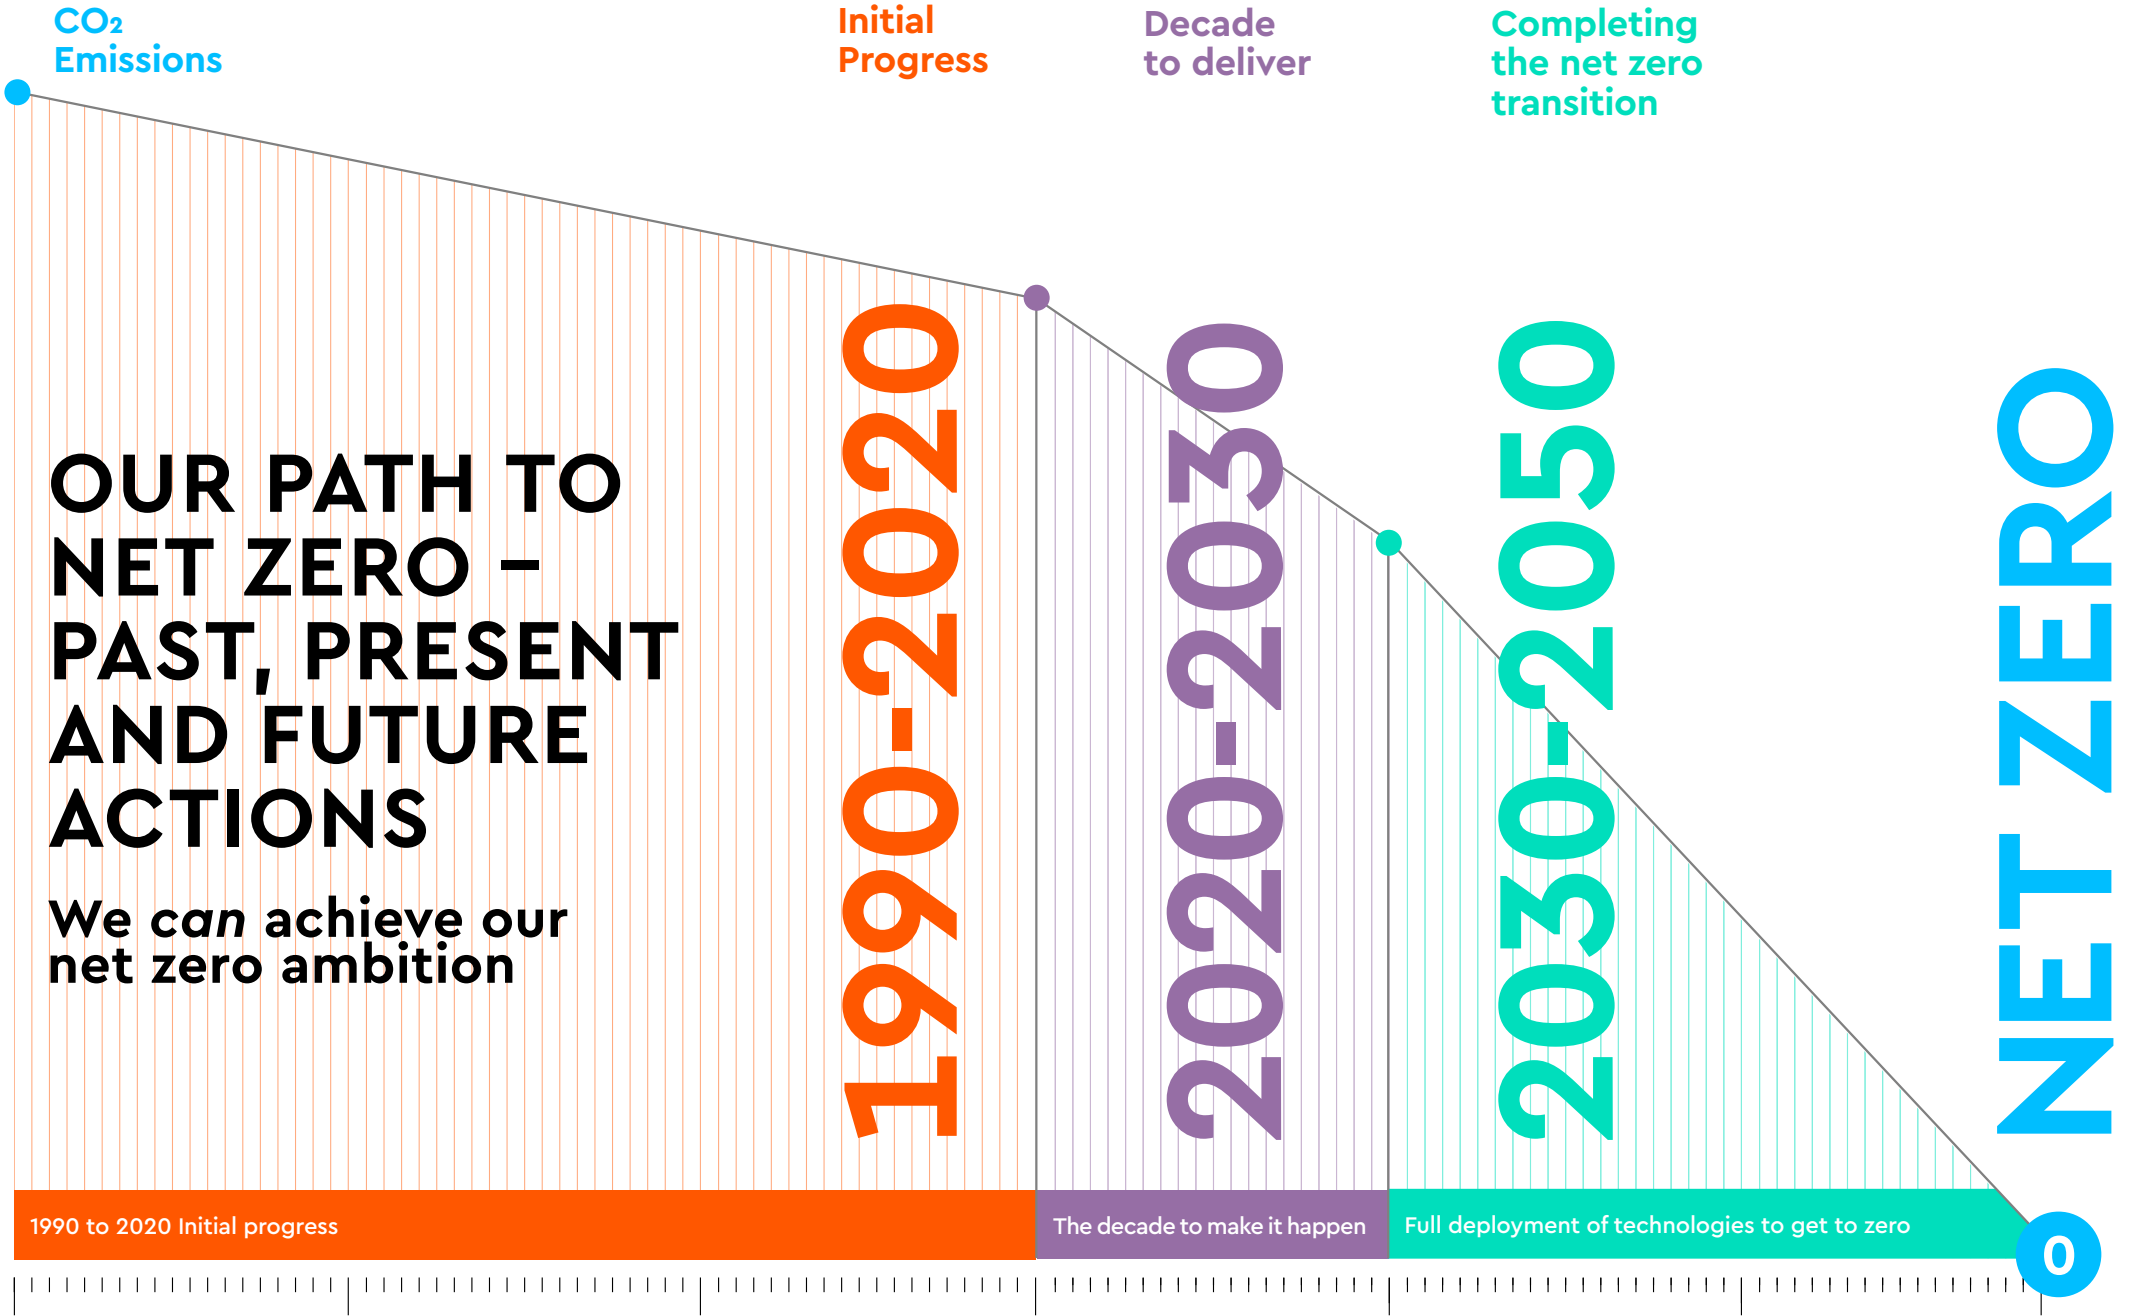 CO₂
Emissions
Initial
Progress
Decade
to deliver
Completing
the net zero
transition
OUR PATH TO
NET ZERO –
PAST, PRESENT
AND FUTURE
ACTIONS
We can achieve our
net zero ambition
1990-2020
2020-2030
2030-2050
NET ZERO
1990 to 2020 Initial progress
The decade to make it happen
Full deployment of technologies to get to zero
0